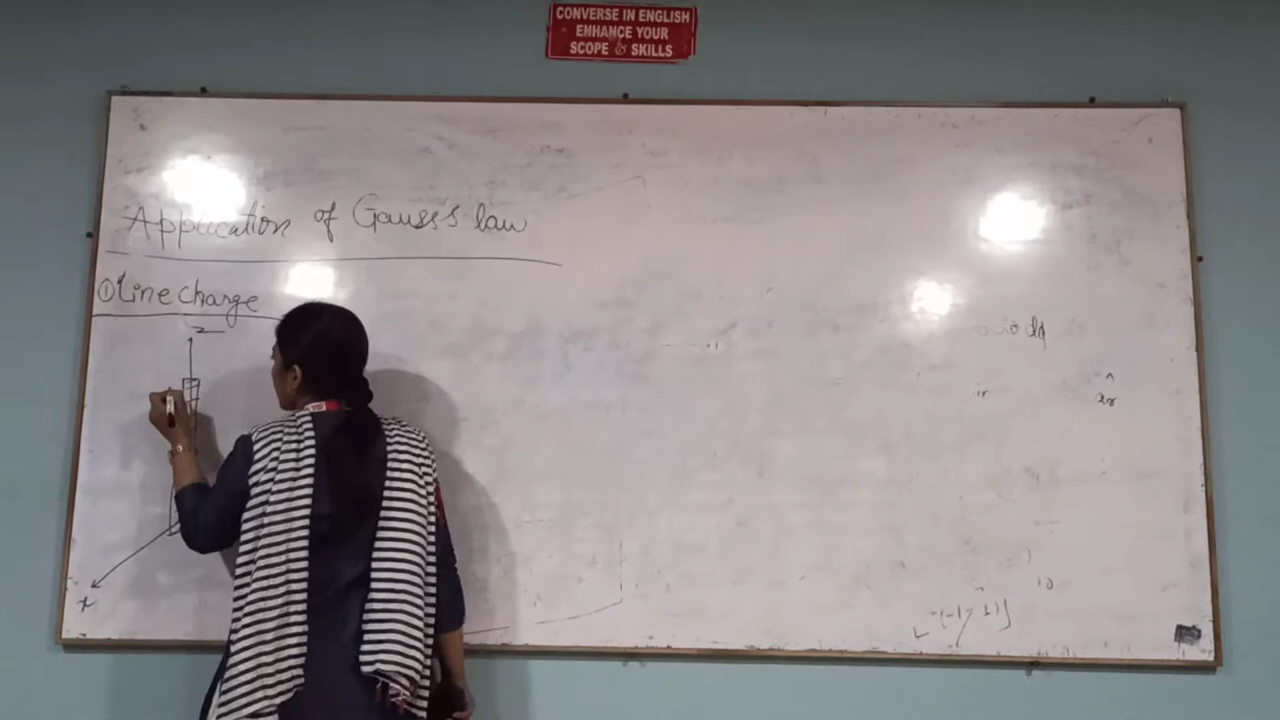 CONVERSE IN ENGLISH
ENHANCE YOUR
SCOPE & SKILLS
Application of Gauss's law
① Line charge
z
x